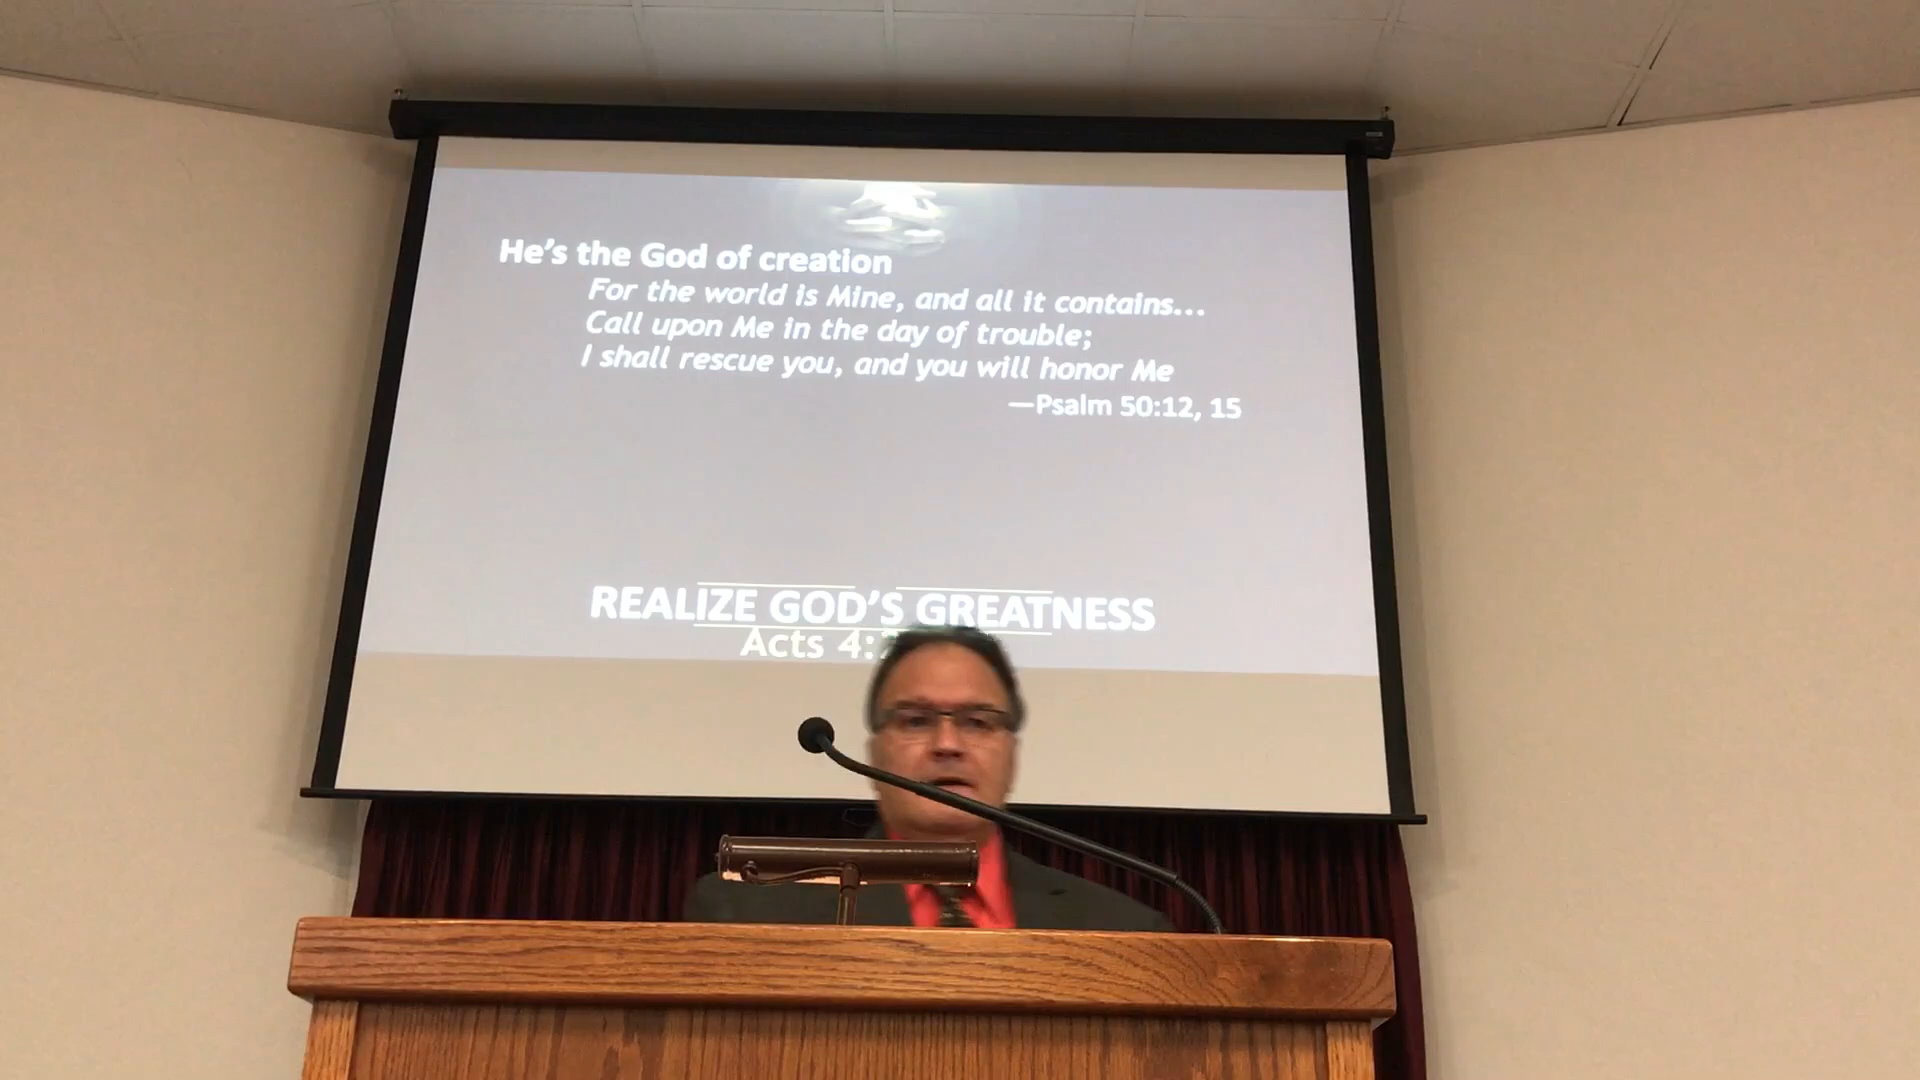 He’s the God of creation
For the world is Mine, and all it contains...
Call upon Me in the day of trouble;
I shall rescue you, and you will honor Me
—Psalm 50:12, 15
REALIZE GOD’S GREATNESS
Acts 4: